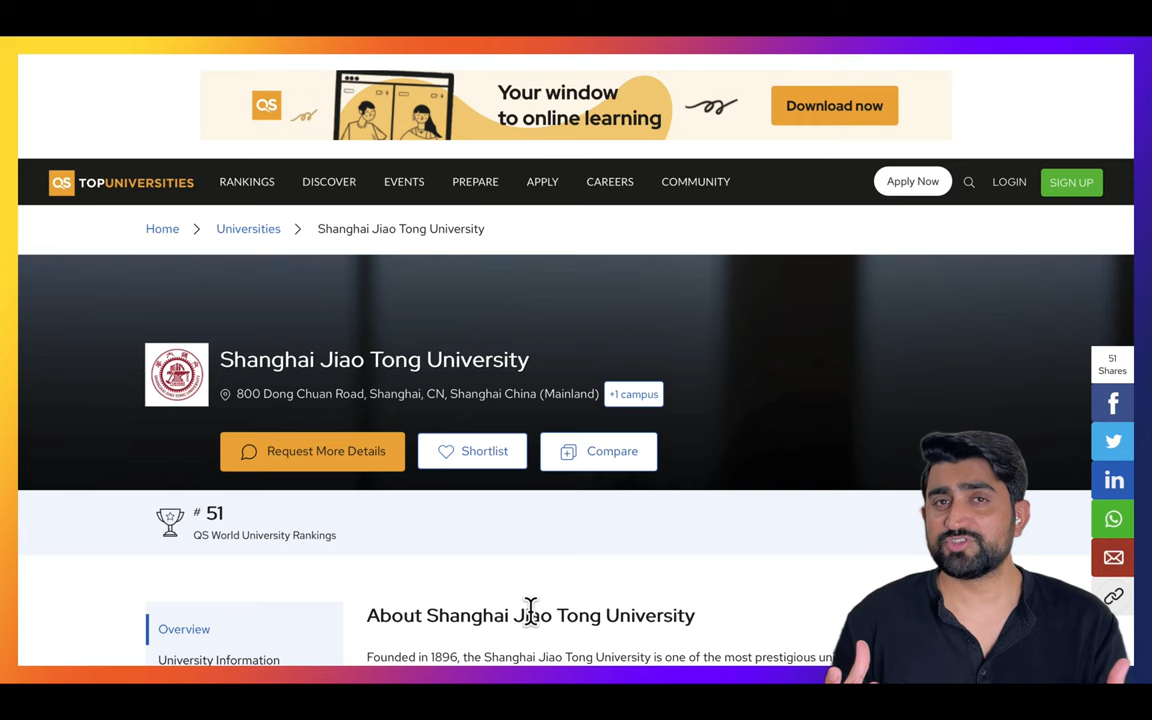 QS
Your window
to online learning
Download now
QS TOPUNIVERSITIES
RANKINGS
DISCOVER
EVENTS
PREPARE
APPLY
CAREERS
COMMUNITY
Apply Now
LOGIN
SIGN UP
Home > Universities > Shanghai Jiao Tong University
Shanghai Jiao Tong University
800 Dong Chuan Road, Shanghai, CN, Shanghai China (Mainland)
+1 campus
Request More Details
Shortlist
Compare
51
Shares
# 51
QS World University Rankings
Overview
University Information
About Shanghai Jiao Tong University
Founded in 1896, the Shanghai Jiao Tong University is one of the most prestigious